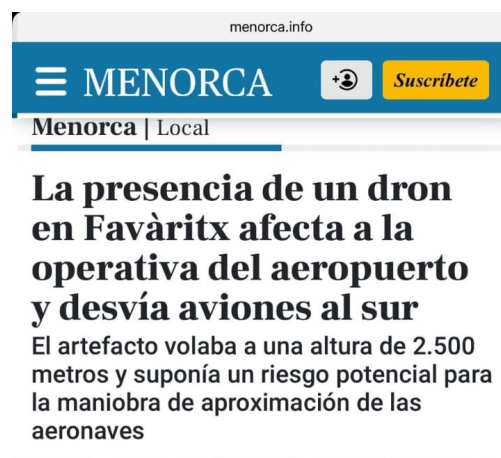 menorca.info
MENORCA
Suscríbete
Menorca | Local
La presencia de un dron
en Favàritx afecta a la
operativa del aeropuerto
y desvía aviones al sur
El artefacto volaba a una altura de 2.500
metros y suponía un riesgo potencial para
la maniobra de aproximación de las
aeronaves